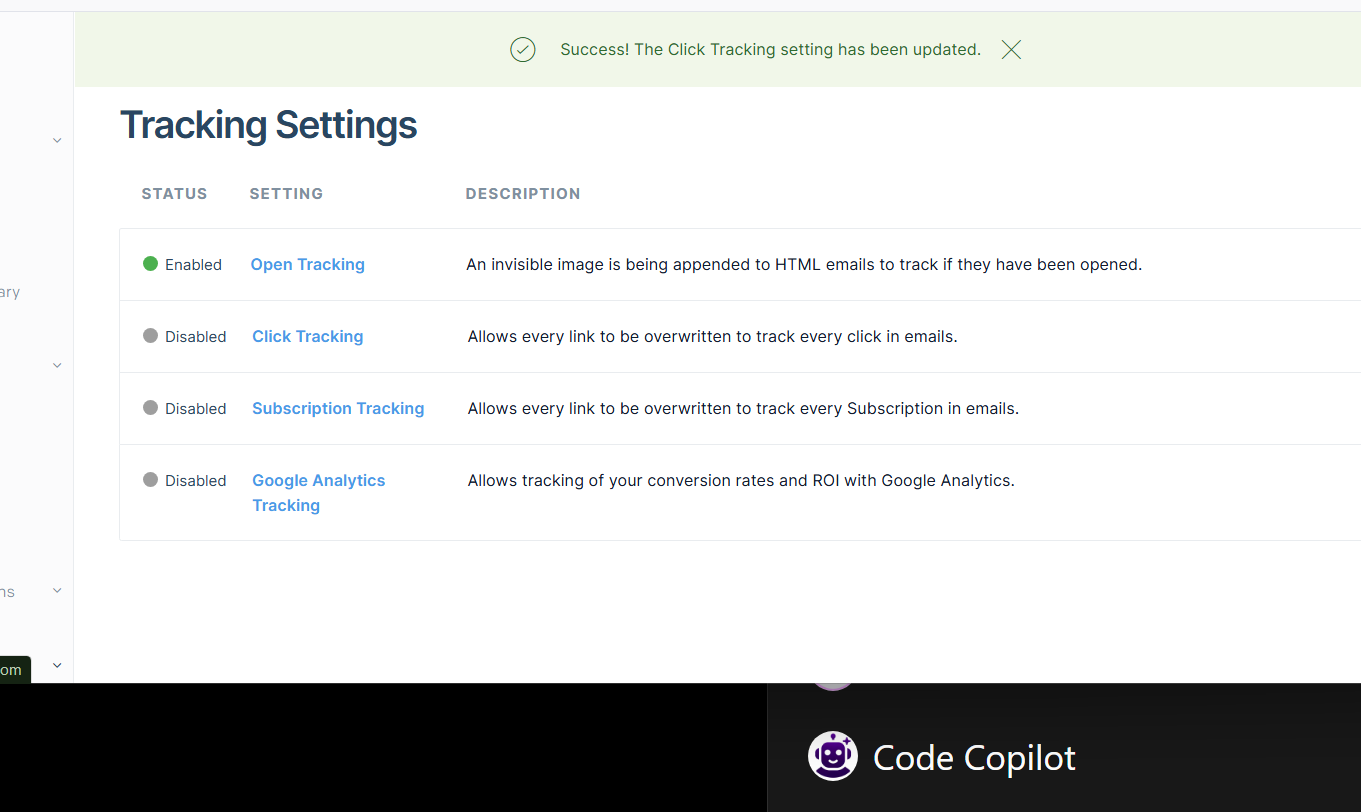 Success! The Click Tracking setting has been updated.
Tracking Settings
STATUS SETTING DESCRIPTION
Enabled Open Tracking An invisible image is being appended to HTML emails to track if they have been opened.
ary
Disabled Click Tracking Allows every link to be overwritten to track every click in emails.
Disabled Subscription Tracking Allows every link to be overwritten to track every Subscription in emails.
Disabled Google Analytics Allows tracking of your conversion rates and ROI with Google Analytics.
Tracking
ns
om
Code Copilot